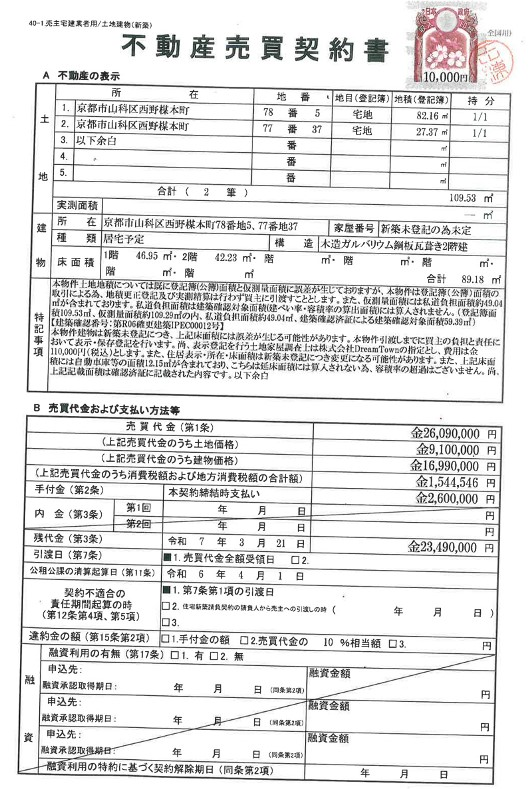 40-1.売主宅建業者用/土地建物(新築)
日本 政府
全国用)
不動産売買契約書
10,000円
A 不動産の表示
土地
所在 地番 地目(登記簿) 地積(登記簿) 持分
1. 京都市山科区西野様本町 78 番 5 宅地 82.16 ㎡ 1/1
2. 京都市山科区西野様本町 77 番 37 宅地 27.37 ㎡ 1/1
3. 以下余白 番 ㎡
4. 番 ㎡
5. 番 ㎡
合計 ( 2 筆 ) 109.53 ㎡
実測面積 ― ㎡
建物
所在 京都市山科区西野様本町78番地5、77番地37 家屋番号 新築未登記の為未定
種類 居宅予定 構造 木造ガルバリウム鋼板瓦葺き2階建
床面積 1階 46.95 ㎡・2階 42.23 ㎡・階 ㎡
階 ㎡・階 ㎡・階 ㎡ 合計 89.18 ㎡
特記事項
本物件土地地積については既に登記簿(公簿)面積と仮測量面積に誤差が生じておりますが、本物件は登記簿(公簿)面積の
取引による為、地積更正登記及び実測精算は行わず買主に引渡すこととします。また、仮測量面積には私道負担面積約49.04
㎡が含まれております。私道負担面積は建築確認対象面積(建ぺい率・容積率の算出面積には算入されません。(登記簿面
積109.53㎡、仮測量面積約109.29㎡の内、私道負担面積約49.04㎡、建築確認済証による建築確認対象面積59.39㎡)
【建築確認番号:第R06確更建築IPEC00012号】
本物件建物は新築未登記につき、上記床面積には誤差が生じる可能性があります。本物件引渡しまでに買主の負担と責任に
おいて表示・保存登記を行います。尚、表示登記を行う土地家屋調査士は株式会社DreamTownの指定とし、費用は金
110,000円(税込)とします。また、住居表示・所在・床面積は新築未登記につき変更になる可能性があります。また、上記床面
積には自動車庫等の面積12.15㎡が含まれており、こちらは延床面積には算入されない為、容積率の超過はございません。尚、
上記記載面積は確認済証に記載された内容です。以下余白
B 売買代金および支払い方法等
売買代金(第1条) 金26,090,000 円
(上記売買代金のうち土地価格) 金9,100,000 円
(上記売買代金のうち建物価格) 金16,990,000 円
(上記売買代金のうち消費税額および地方消費税額の合計額) 金1,544,546 円
手付金(第2条) 本契約締結時支払い 金2,600,000 円
内金(第3条) 第1回 年 月 日 円
第2回 年 月 日 円
残代金(第3条) 令和 7 年 3 月 21 日 金23,490,000 円
引渡日(第7条) ■1.売買代金全額受領日 □2.
公租公課の清算起算日(第11条) 令和 6 年 4 月 1 日
契約不適合の責任期間起算の時(第12条第4項、第5項) ■1.第7条第1項の引渡日
□2.住宅新築請負契約の請負人から売主への引渡しの時( 年 月 日)
□3.
違約金の額(第15条第2項) □1.手付金の額 □2.売買代金の 10 %相当額 □3. 円
融資
融資利用の有無(第17条) □1.有 □2.無
申込先: 融資金額
融資承認取得期日: 年 月 日(同条第2項) 円
申込先: 融資金額
融資承認取得期日: 年 月 日(同条第2項) 円
申込先: 融資金額
融資承認取得期日: 年 月 日(同条第2項) 円
融資利用の特約に基づく契約解除期日(同条第2項) 年 月 日